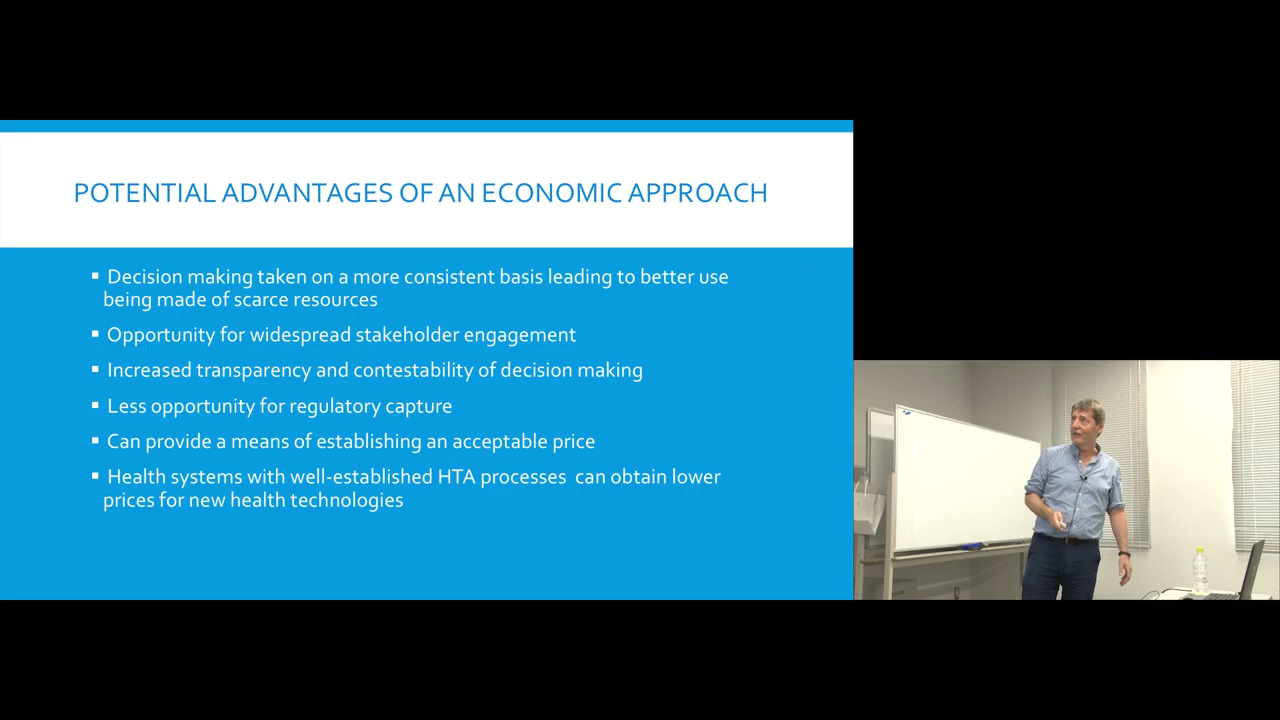 POTENTIAL ADVANTAGES OF AN ECONOMIC APPROACH
▪ Decision making taken on a more consistent basis leading to better use
being made of scarce resources
▪ Opportunity for widespread stakeholder engagement
▪ Increased transparency and contestability of decision making
▪ Less opportunity for regulatory capture
▪ Can provide a means of establishing an acceptable price
▪ Health systems with well-established HTA processes  can obtain lower
prices for new health technologies